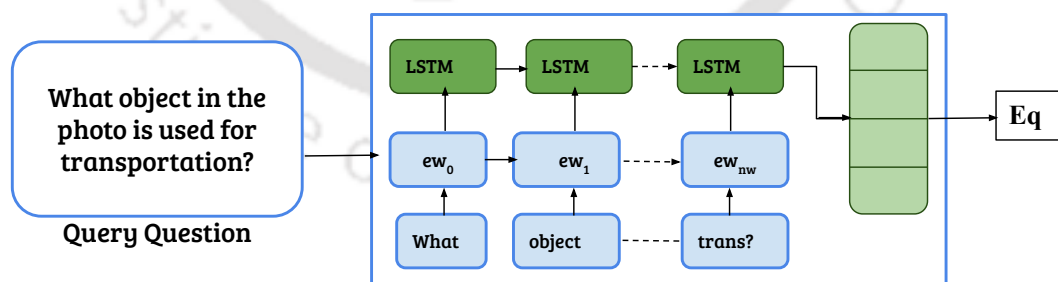 What object in the
photo is used for
transportation?
Query Question
LSTM LSTM LSTM
ew0 ew1 ewnw
What object trans?
Eq